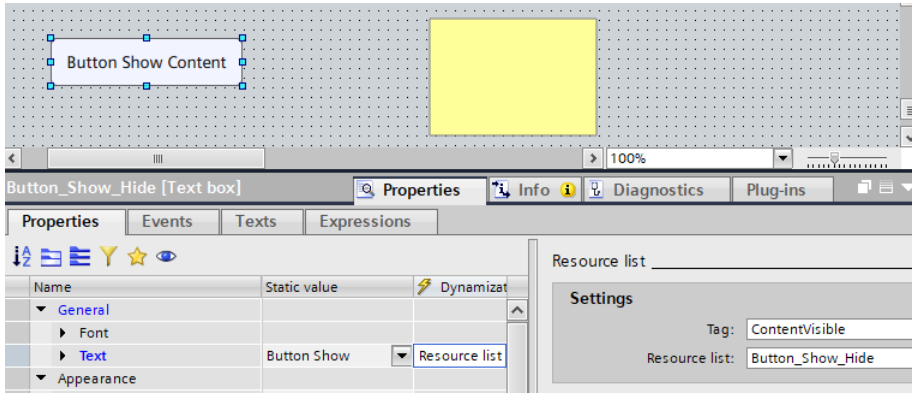 Button Show Content
100%
Button_Show_Hide [Text box]
Properties
Info
Diagnostics
Plug-ins
Properties
Events
Texts
Expressions
Name
Static value
Dynamizat
General
Font
Text
Button Show
Resource list
Appearance
Resource list
Settings
Tag:
ContentVisible
Resource list:
Button_Show_Hide